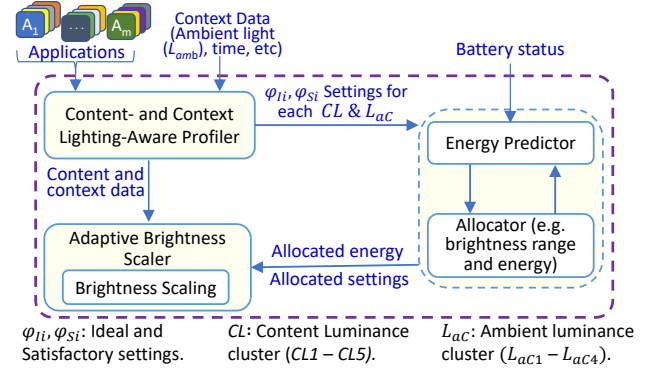 A1 ... Am
Applications
Context Data
(Ambient light
(Lamb), time, etc)
Battery status
Content- and Context
Lighting-Aware Profiler
φIi, φSi Settings for
each CL & LaC
Energy Predictor
Content and
context data
Allocator (e.g.
brightness range
and energy)
Adaptive Brightness
Scaler
Brightness Scaling
Allocated energy
Allocated settings
φIi, φSi: Ideal and
Satisfactory settings.
CL: Content Luminance
cluster (CL1 – CL5).
LaC: Ambient luminance
cluster (LaC1 – LaC4).